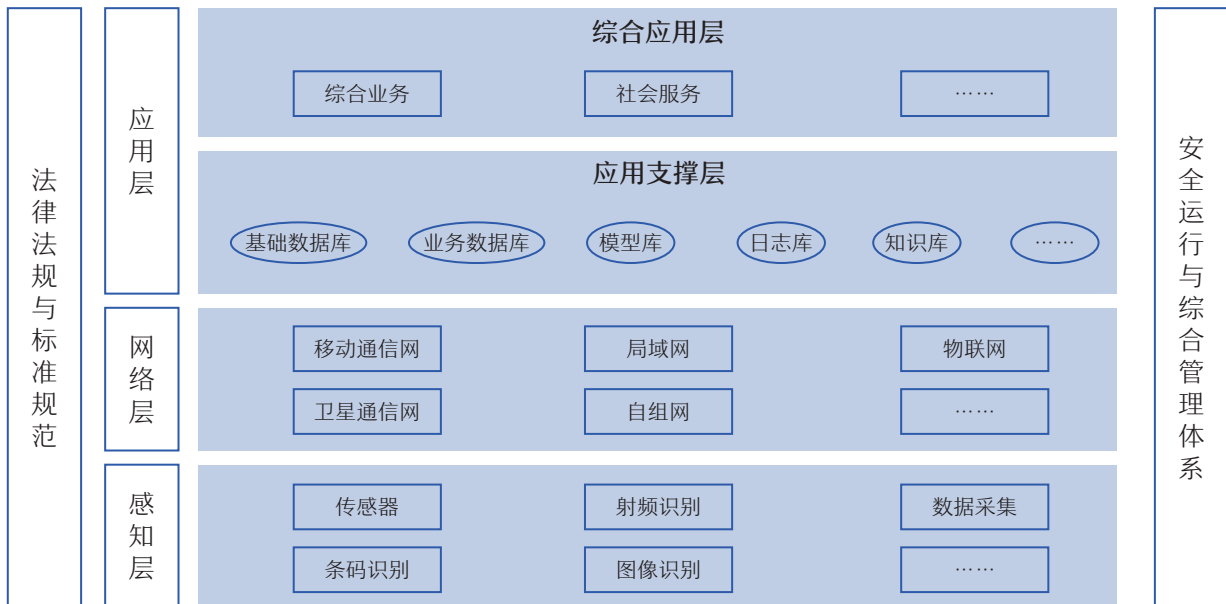 法律法规与标准规范
应用层
综合应用层
综合业务
社会服务
……
应用支撑层
基础数据库
业务数据库
模型库
日志库
知识库
……
网络层
移动通信网
局域网
物联网
卫星通信网
自组网
……
感知层
传感器
射频识别
数据采集
条码识别
图像识别
……
安全运行与综合管理体系